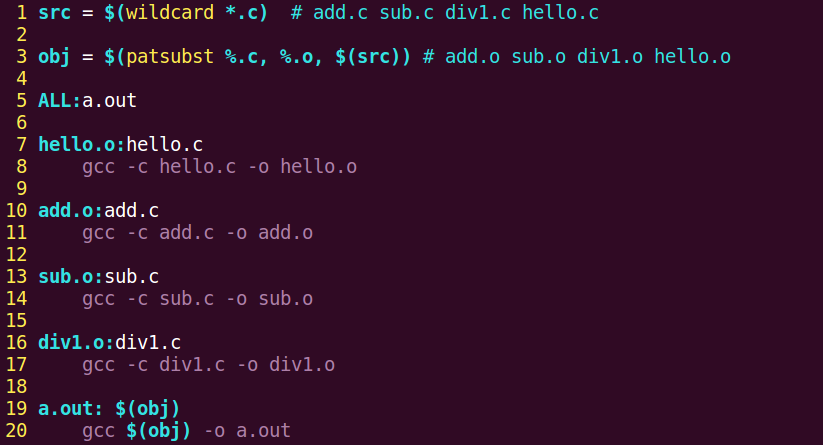 1 src = $(wildcard *.c)  # add.c sub.c div1.c hello.c
2
3 obj = $(patsubst %.c, %.o, $(src)) # add.o sub.o div1.o hello.o
4
5 ALL:a.out
6
7 hello.o:hello.c
8     gcc -c hello.c -o hello.o
9
10 add.o:add.c
11     gcc -c add.c -o add.o
12
13 sub.o:sub.c
14     gcc -c sub.c -o sub.o
15
16 div1.o:div1.c
17     gcc -c div1.c -o div1.o
18
19 a.out: $(obj)
20     gcc $(obj) -o a.out